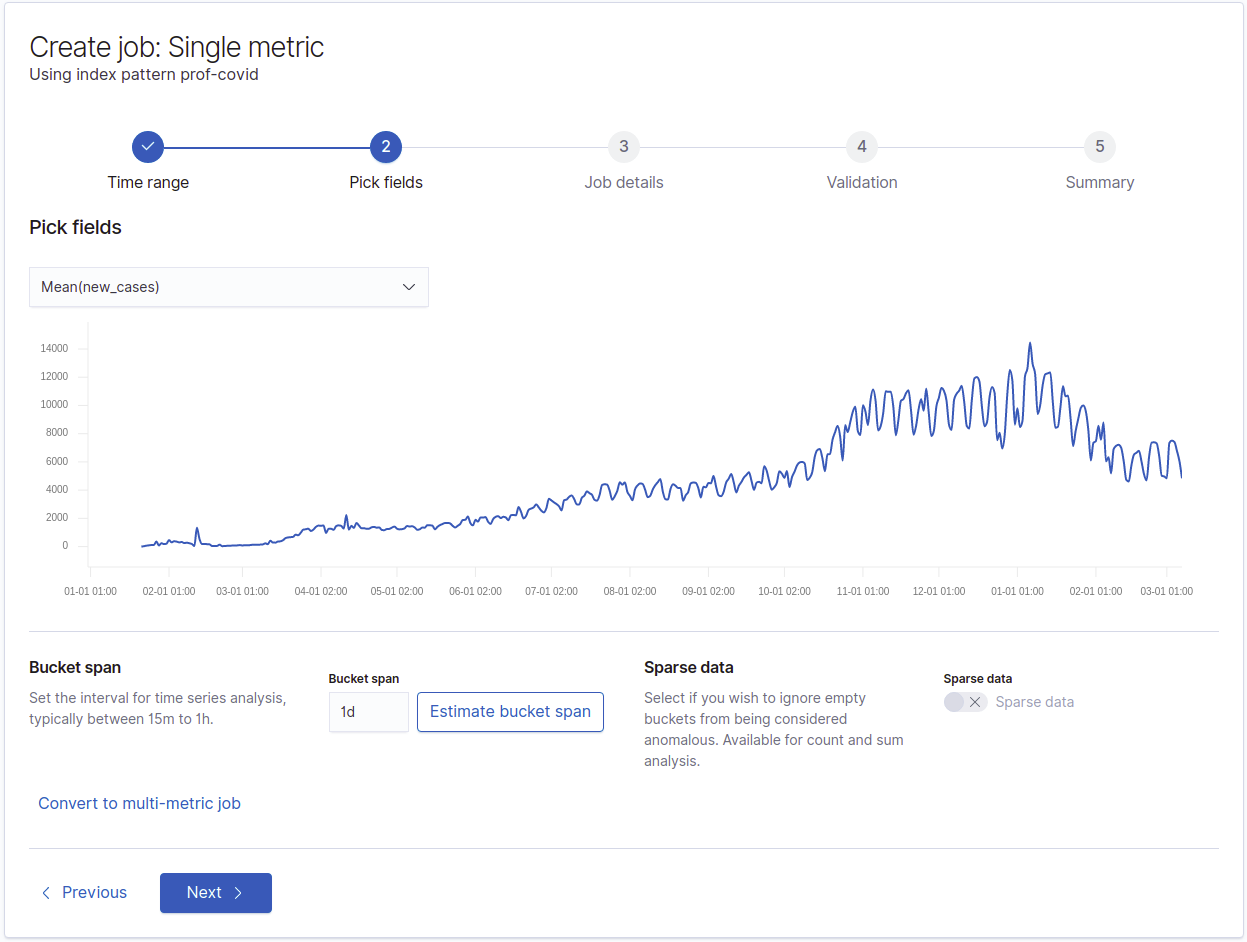 Create job: Single metric
Using index pattern prof-covid
2 3 4 5
Time range Pick fields Job details Validation Summary
Pick fields
Mean(new_cases)
14000
12000
10000
8000
6000
4000
2000
0
01-01 01:00 02-01 01:00 03-01 01:00 04-01 02:00 05-01 02:00 06-01 02:00 07-01 02:00 08-01 02:00 09-01 02:00 10-01 02:00 11-01 01:00 12-01 01:00 01-01 01:00 02-01 01:00 03-01 01:00
Bucket span
Set the interval for time series analysis,
typically between 15m to 1h.
Bucket span
1d Estimate bucket span
Sparse data
Select if you wish to ignore empty
buckets from being considered
anomalous. Available for count and sum
analysis.
Sparse data
Sparse data
Convert to multi-metric job
Previous Next